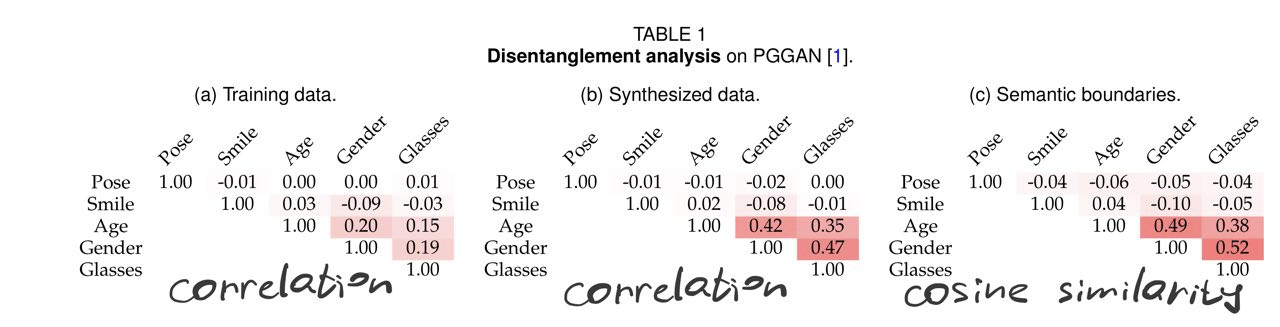 TABLE 1
Disentanglement analysis on PGGAN [1].
(a) Training data.
Pose Smile Age Gender Glasses
Pose 1.00 -0.01 0.00 0.00 0.01
Smile 1.00 0.03 -0.09 -0.03
Age 1.00 0.20 0.15
Gender 1.00 0.19
Glasses 1.00
correlation
(b) Synthesized data.
Pose Smile Age Gender Glasses
Pose 1.00 -0.01 -0.01 -0.02 0.00
Smile 1.00 0.02 -0.08 -0.01
Age 1.00 0.42 0.35
Gender 1.00 0.47
Glasses 1.00
correlation
(c) Semantic boundaries.
Pose Smile Age Gender Glasses
Pose 1.00 -0.04 -0.06 -0.05 -0.04
Smile 1.00 0.04 -0.10 -0.05
Age 1.00 0.49 0.38
Gender 1.00 0.52
Glasses 1.00
cosine similarity